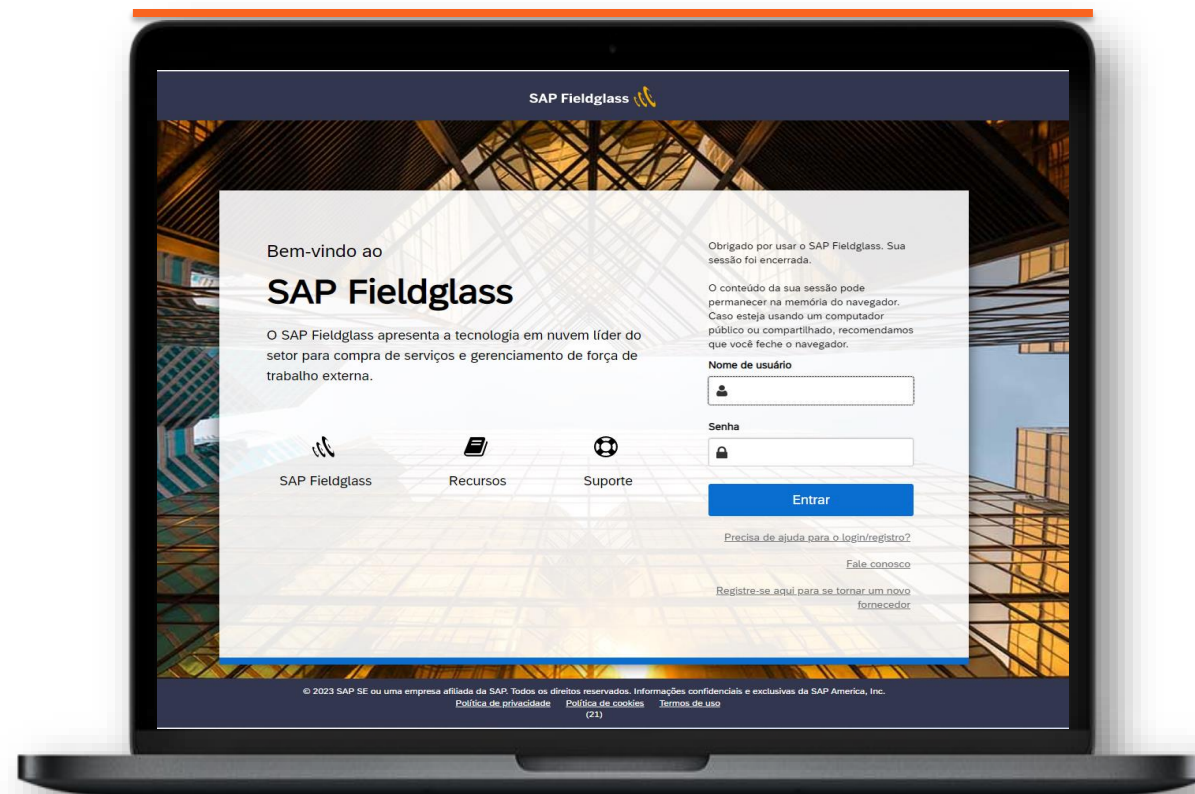 SAP Fieldglass
Bem-vindo ao
SAP Fieldglass
O SAP Fieldglass apresenta a tecnologia em nuvem líder do
setor para compra de serviços e gerenciamento de força de
trabalho externa.
SAP Fieldglass
Recursos
Suporte
Obrigado por usar o SAP Fieldglass. Sua
sessão foi encerrada.
O conteúdo da sua sessão pode
permanecer na memória do navegador.
Caso esteja usando um computador
público ou compartilhado, recomendamos
que você feche o navegador.
Nome de usuário
Senha
Entrar
Precisa de ajuda para o login/registro?
Fale conosco
Registre-se aqui para se tornar um novo
fornecedor
© 2023 SAP SE ou uma empresa afiliada da SAP. Todos os direitos reservados. Informações confidenciais e exclusivas da SAP America, Inc.
Política de privacidade Política de cookies Termos de uso
(21)